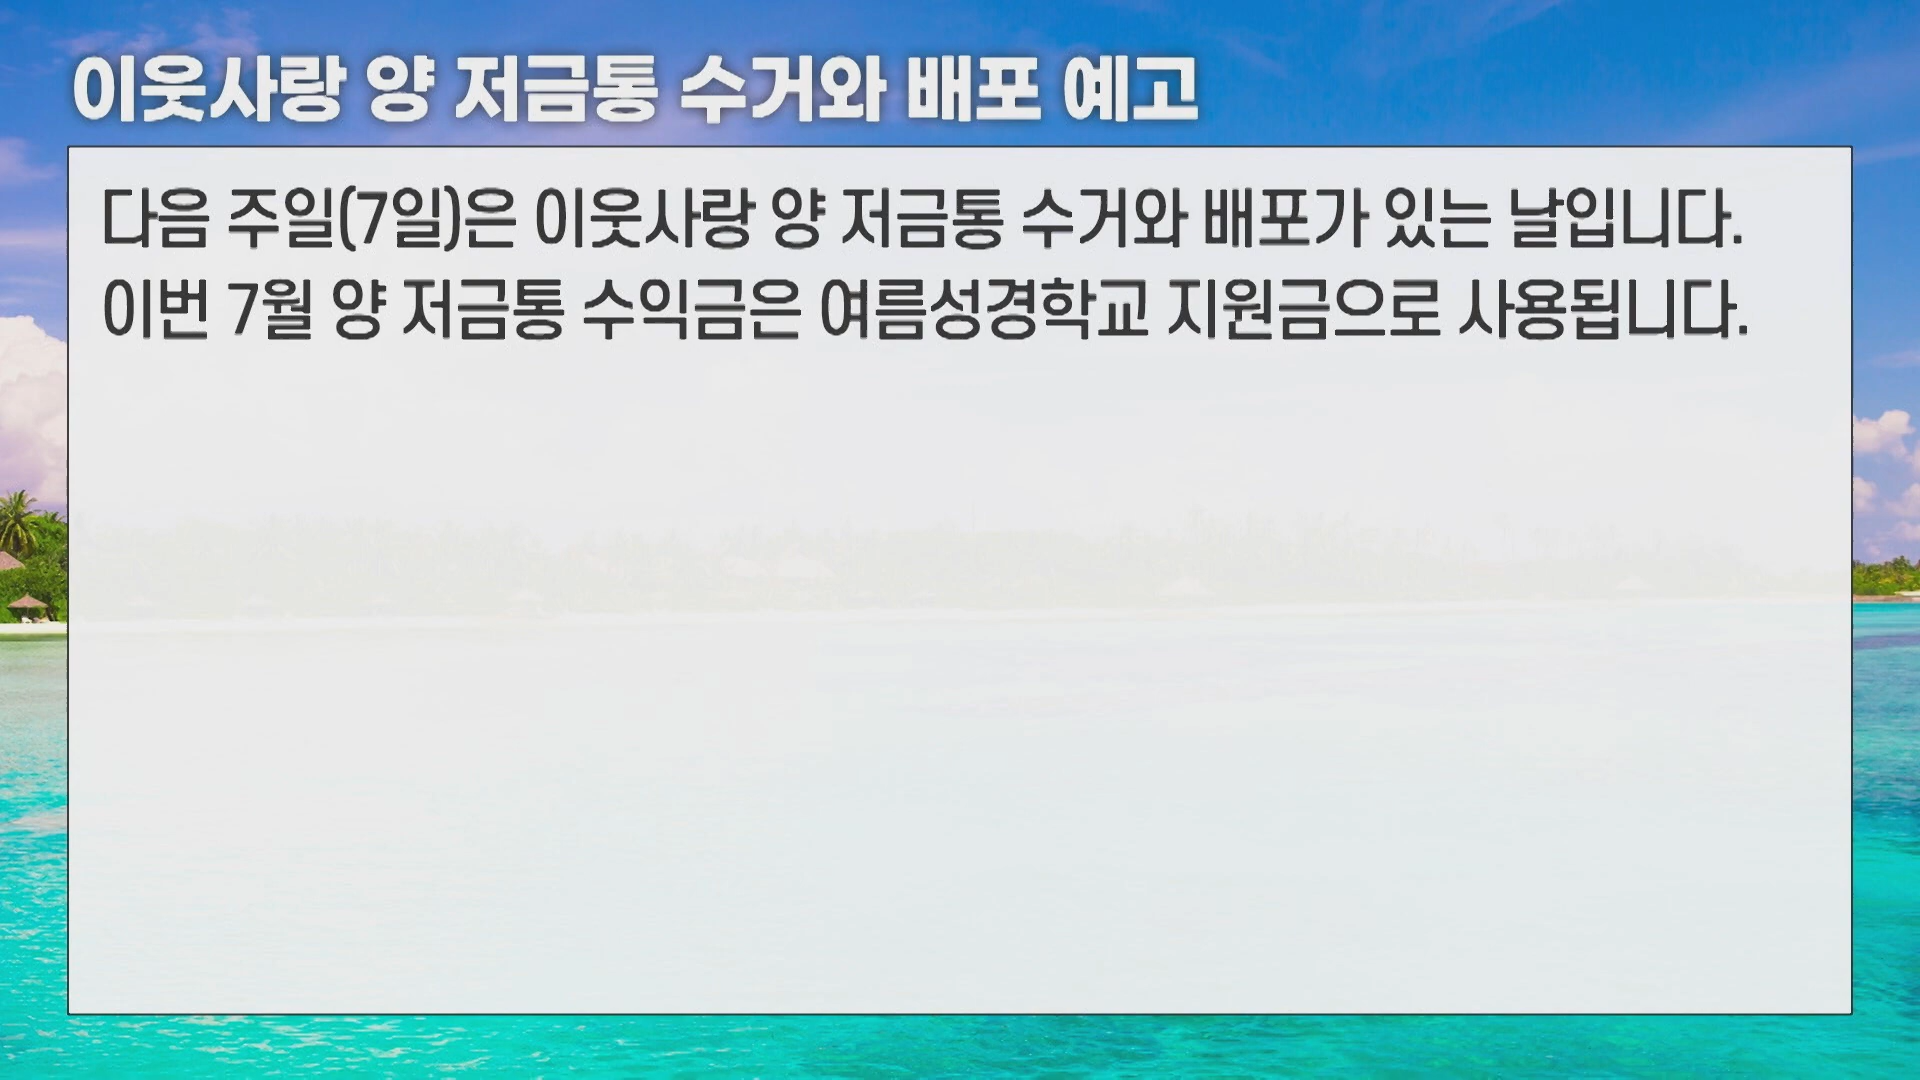 이웃사랑 양 저금통 수거와 배포 예고
다음 주일(7일)은 이웃사랑 양 저금통 수거와 배포가 있는 날입니다.
이번 7월 양 저금통 수익금은 여름성경학교 지원금으로 사용됩니다.